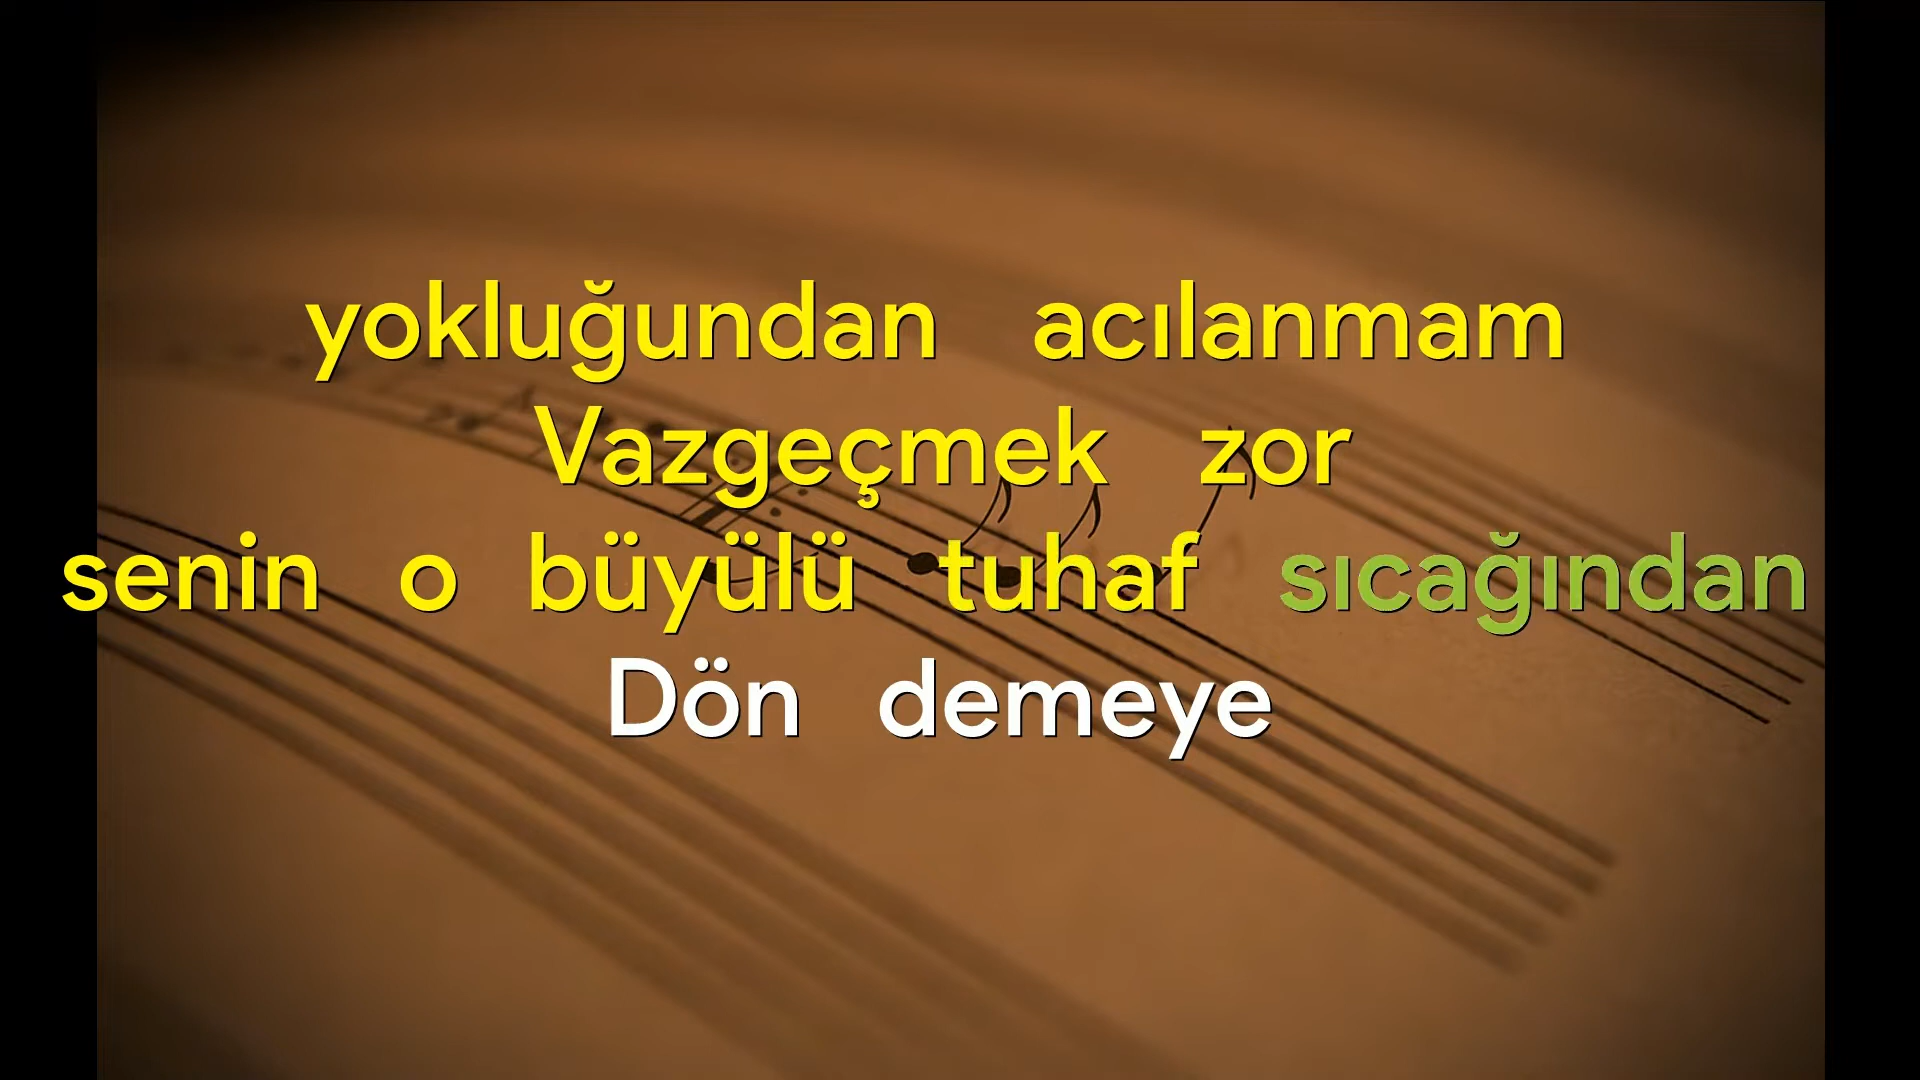 yokluğundan acılanmam
Vazgeçmek zor
senin o büyülü tuhaf sıcağından
Dön demeye